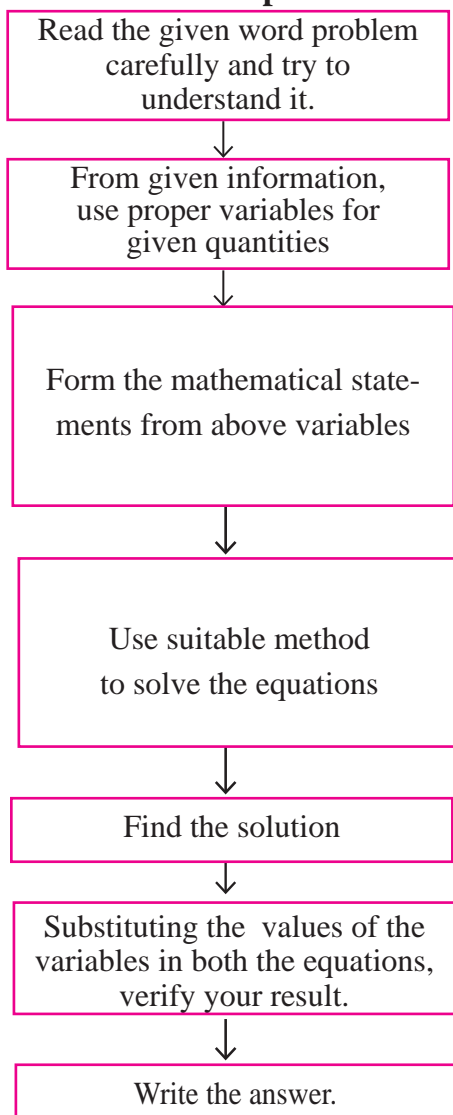 Read the given word problem
carefully and try to
understand it.
From given information,
use proper variables for
given quantities
Form the mathematical state-
ments from above variables
Use suitable method
to solve the equations
Find the solution
Substituting the values of the
variables in both the equations,
verify your result.
Write the answer.